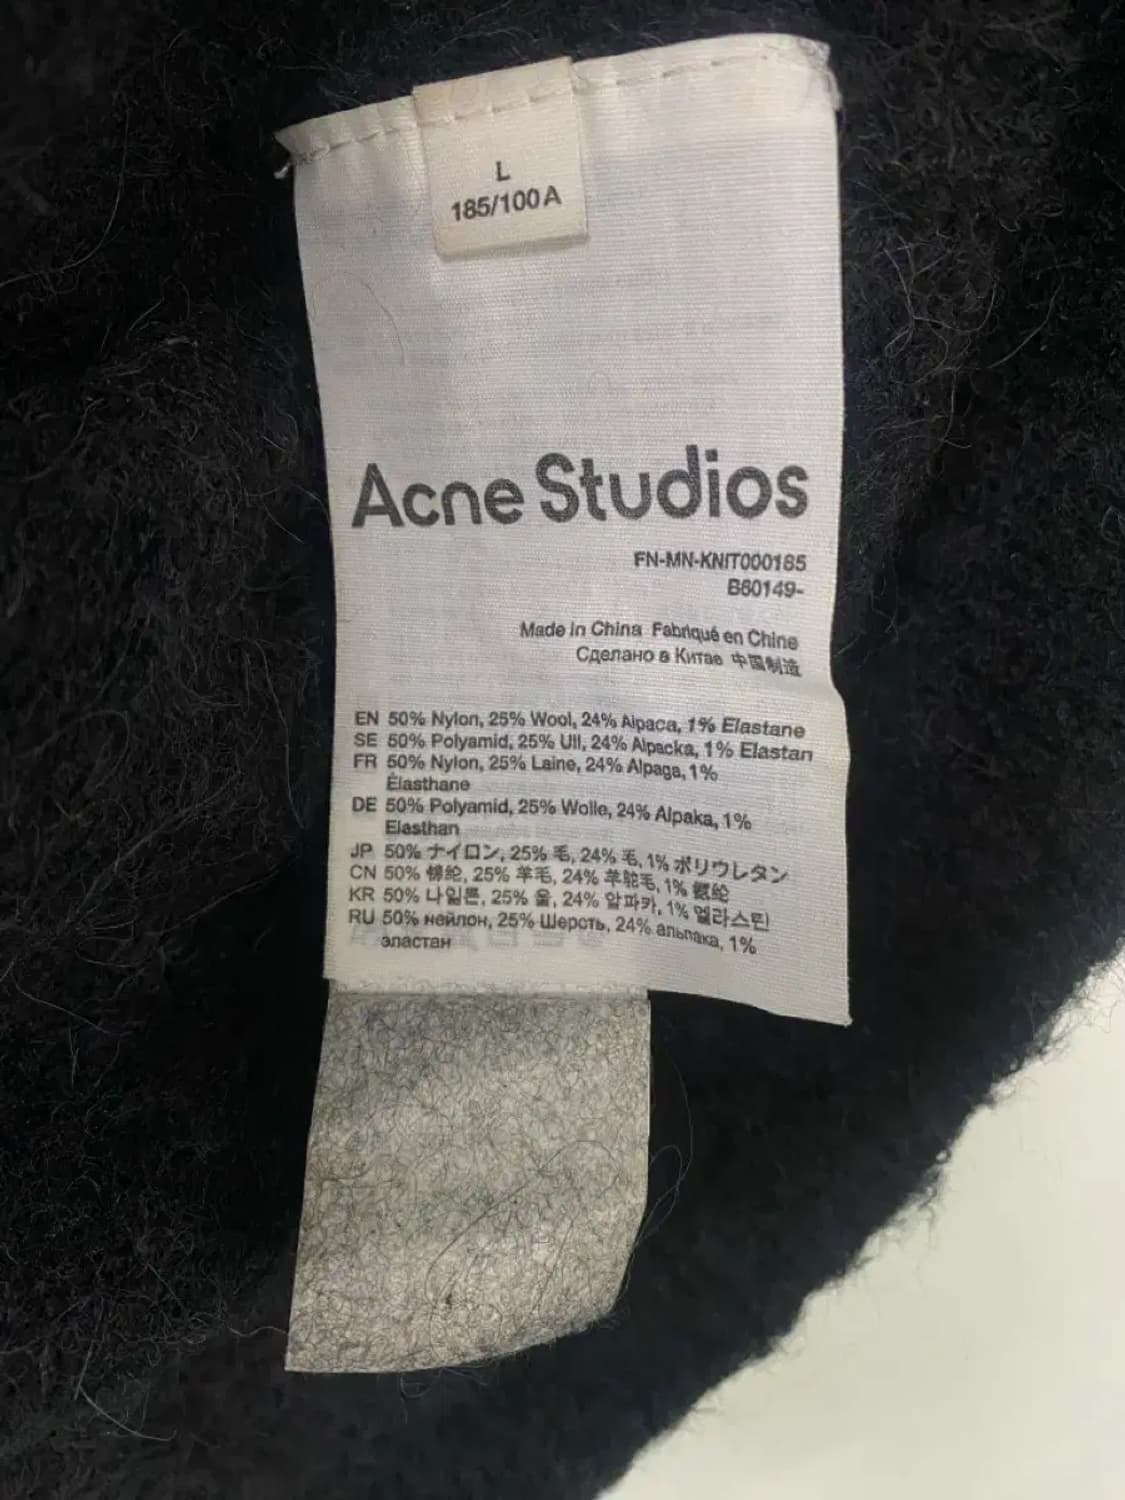 L
185/100A
Acne Studios
FN-MN-KNIT000185
B60149-
Made in China Fabriqué en Chine
Сделано в Китае 中国制造
EN 50% Nylon, 25% Wool, 24% Alpaca, 1% Elastane
SE 50% Polyamid, 25% Ull, 24% Alpacka, 1% Elastan
FR 50% Nylon, 25% Laine, 24% Alpaga, 1%
Élasthane
DE 50% Polyamid, 25% Wolle, 24% Alpaka, 1%
Elasthan
JP 50% ナイロン, 25% 毛, 24% 毛, 1% ポリウレタン
CN 50% 锦纶, 25% 羊毛, 24% 羊驼毛, 1% 氨纶
KR 50% 나일론, 25% 울, 24% 알파카, 1% 엘라스틴
RU 50% нейлон, 25% Шерсть, 24% альпака, 1%
эластан